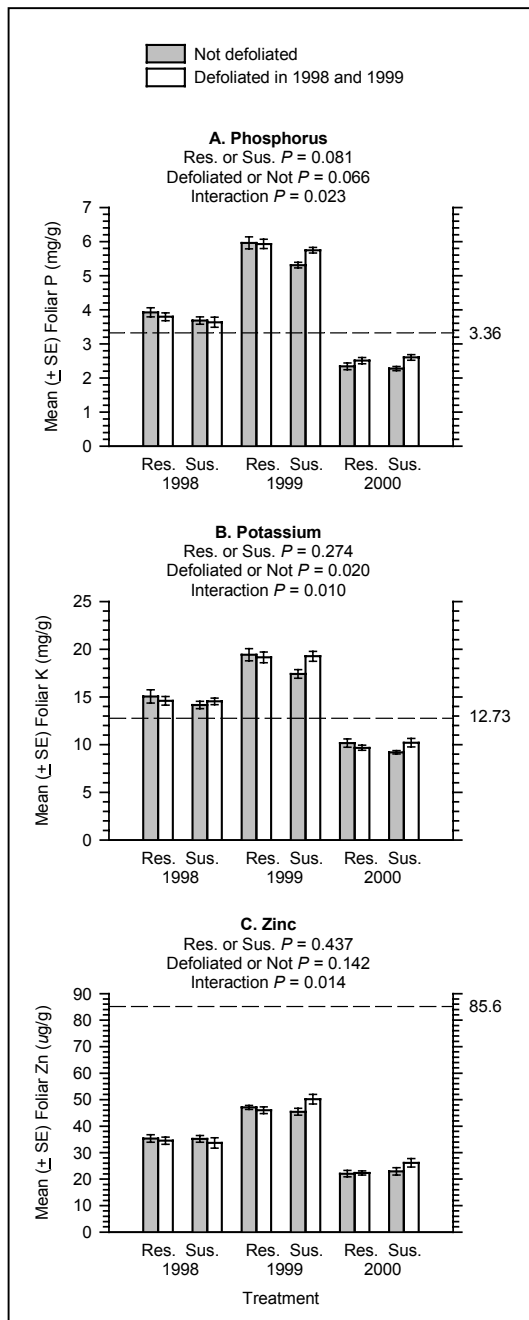 Not defoliated
Defoliated in 1998 and 1999
A. Phosphorus
Res. or Sus. P = 0.081
Defoliated or Not P = 0.066
Interaction P = 0.023
Mean (± SE) Foliar P (mg/g)
7
6
5
4
3
2
1
0
3.36
Res. Sus. Res. Sus. Res. Sus.
1998 1999 2000
B. Potassium
Res. or Sus. P = 0.274
Defoliated or Not P = 0.020
Interaction P = 0.010
Mean (± SE) Foliar K (mg/g)
25
20
15
10
5
0
12.73
Res. Sus. Res. Sus. Res. Sus.
1998 1999 2000
C. Zinc
Res. or Sus. P = 0.437
Defoliated or Not P = 0.142
Interaction P = 0.014
Mean (± SE) Foliar Zn (ug/g)
90
80
70
60
50
40
30
20
10
0
85.6
Res. Sus. Res. Sus. Res. Sus.
1998 1999 2000
Treatment